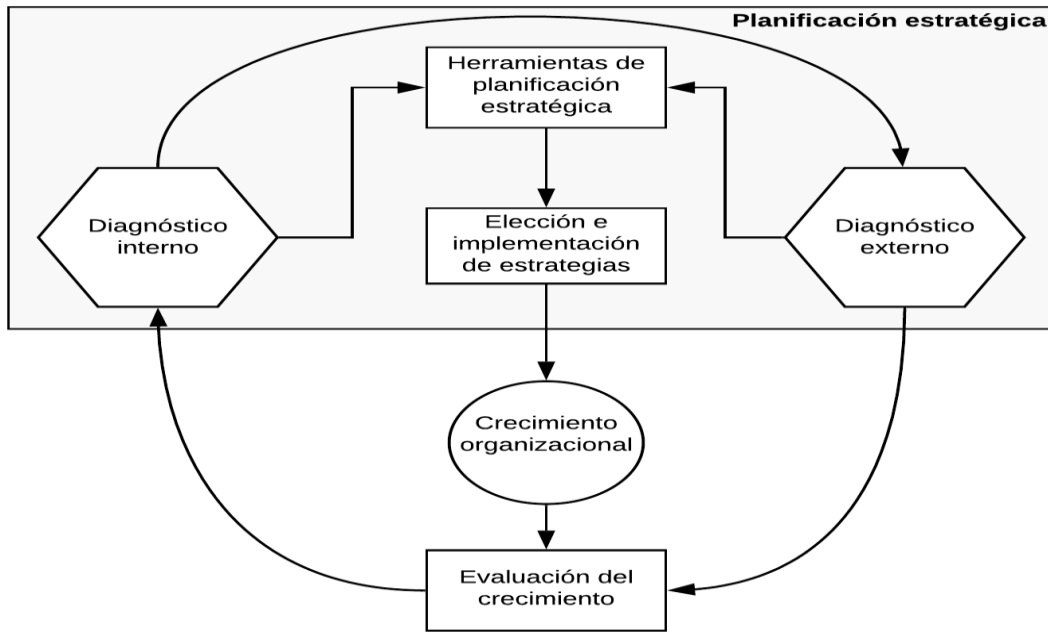 Planificación estratégica
Herramientas de
planificación
estratégica
Diagnóstico
interno
Elección e
implementación
de estrategias
Diagnóstico
externo
Crecimiento
organizacional
Evaluación del
crecimiento